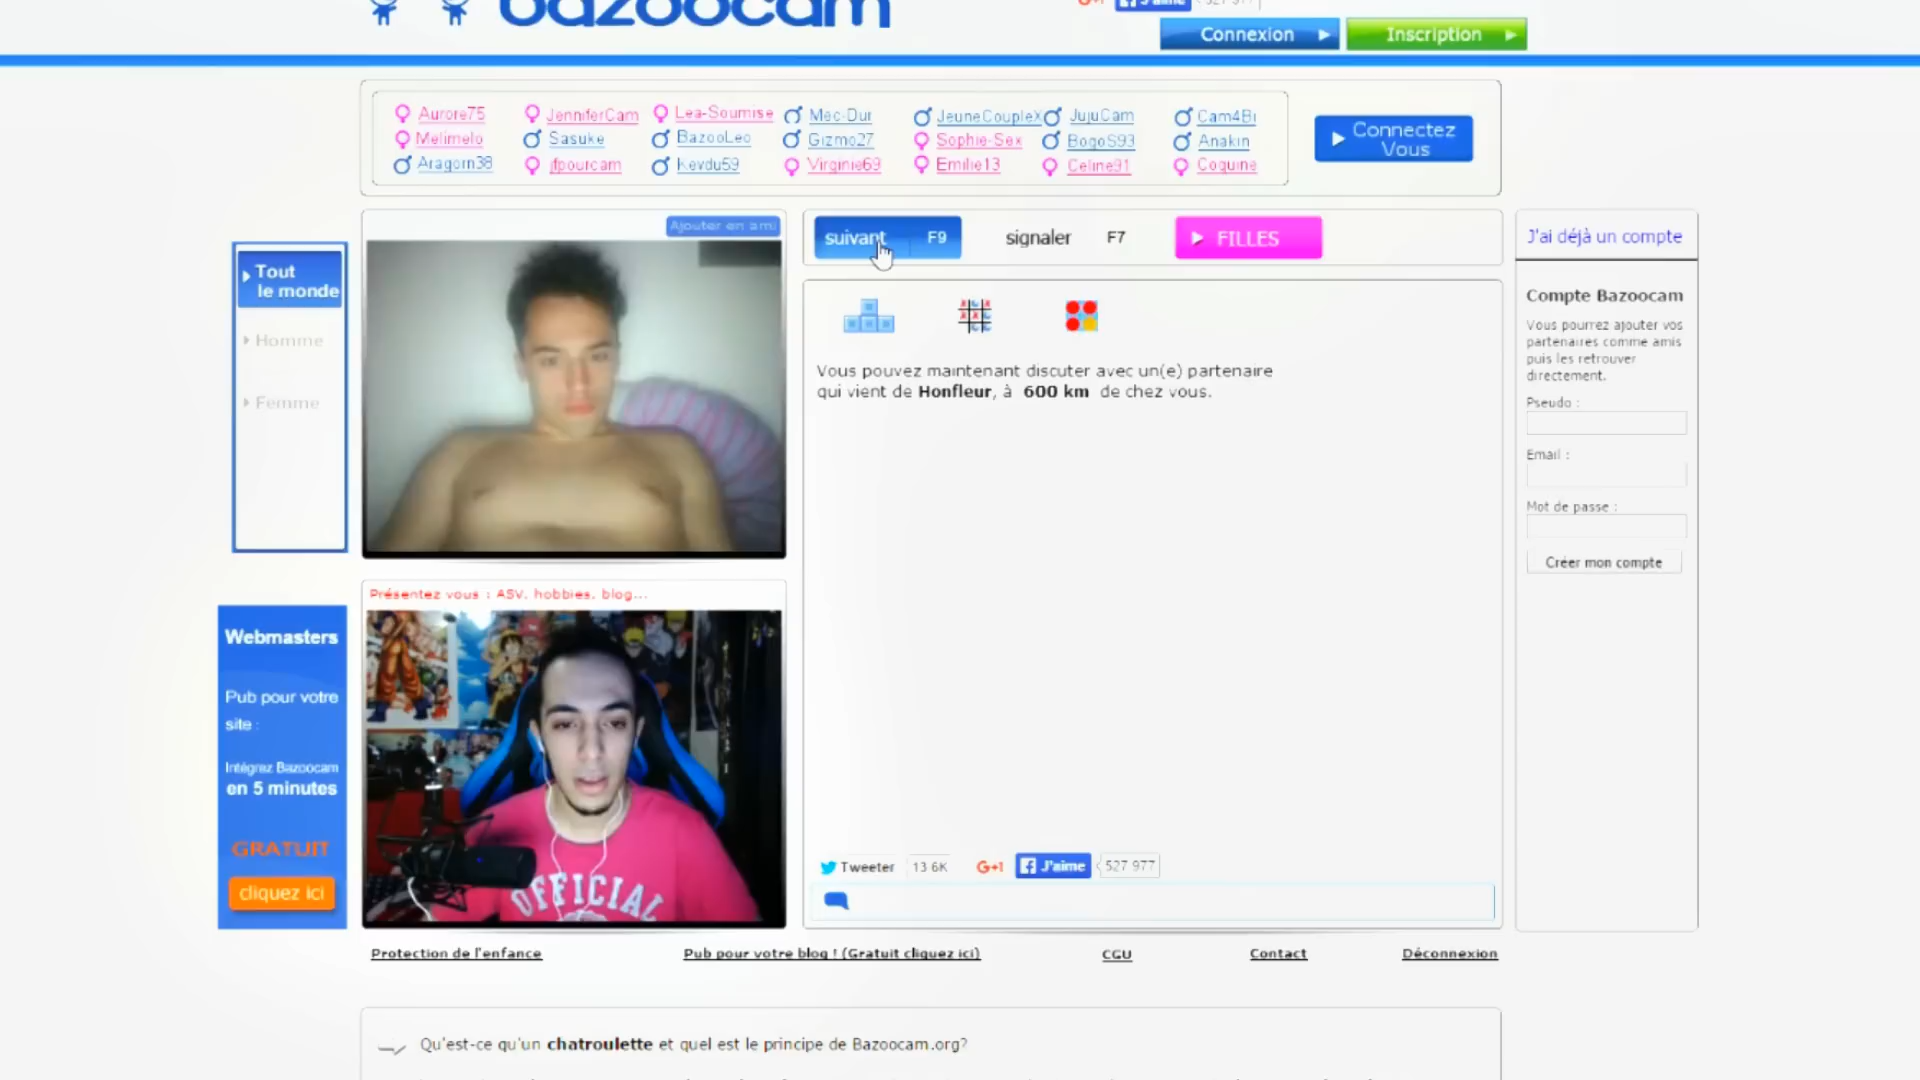 bazoocam
G+1 J'aime 527 977
Connexion
Inscription
Aurore75 JenniferCam Lea-Soumise Mec-Dur JeuneCoupleX JujuCam Cam4Bi
Melimelo Sasuke BazooLeo Gizmo27 Sophie-Sex BogoS93 Anakin
Aragorn38 jfpourcam Kevdu59 Virginie69 Emilie13 Celine91 Coquine
Connectez
Vous
Ajouter en ami
suivant F9
signaler F7
FILLES
J'ai déjà un compte
Tout
le monde
Homme
Femme
Vous pouvez maintenant discuter avec un(e) partenaire
qui vient de Honfleur, à 600 km de chez vous.
Compte Bazoocam
Vous pourrez ajouter vos
partenaires comme amis
puis les retrouver
directement.
Pseudo :
Email :
Mot de passe :
Créer mon compte
Présentez vous : ASV, hobbies, blog...
Webmasters
Pub pour votre
site :
Intégrez Bazoocam
en 5 minutes
GRATUIT
cliquez ici
OFFICIAL
Tweeter 13.6K G+1 J'aime 527 977
Protection de l'enfance
Pub pour votre blog ! (Gratuit cliquez ici)
CGU
Contact
Déconnexion
Qu'est-ce qu'un chatroulette et quel est le principe de Bazoocam.org?